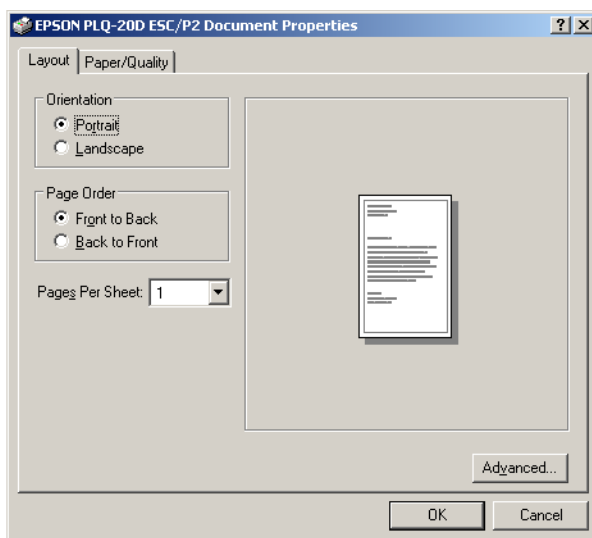 EPSON PLQ-20D ESC/P2 Document Properties
Layout
Paper/Quality
Orientation
Portrait
Landscape
Page Order
Front to Back
Back to Front
Pages Per Sheet: 1
Advanced...
OK
Cancel